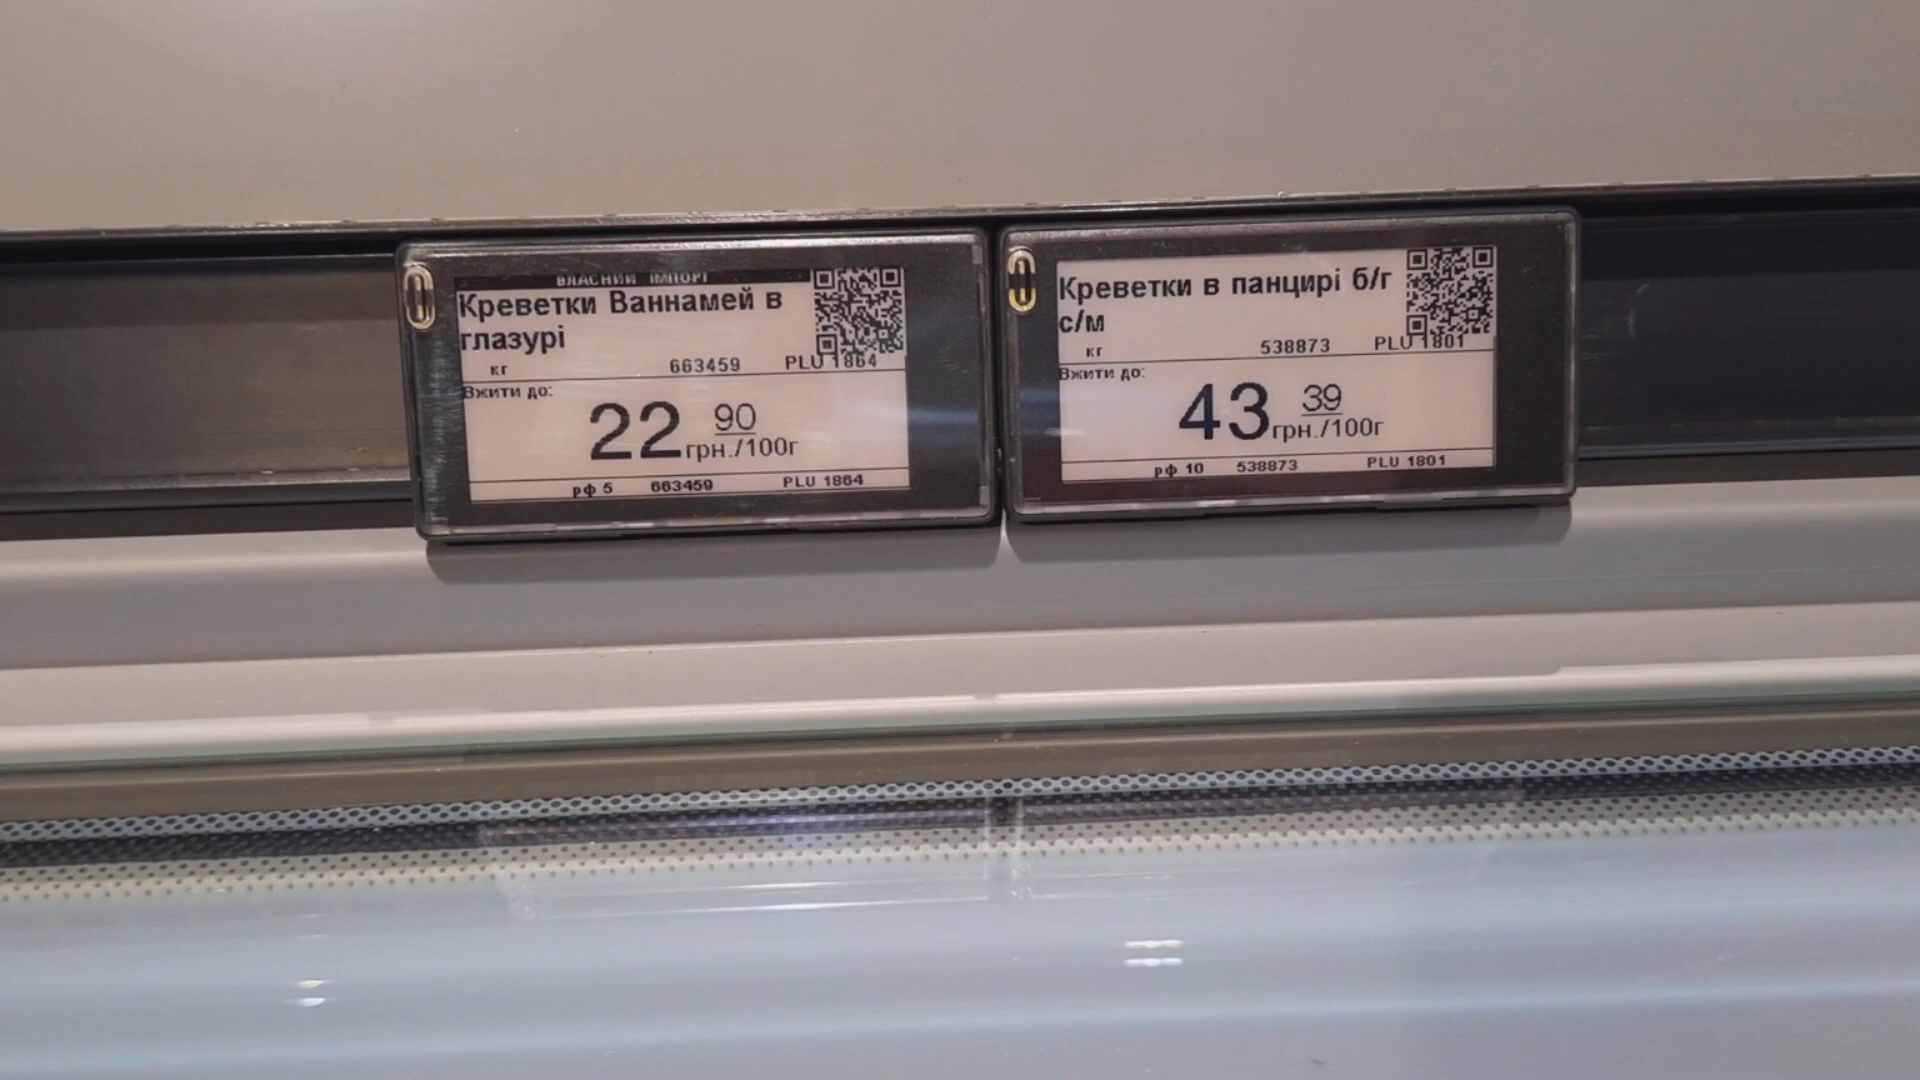 ВЛАСНИЙ ІМПОРТ
Креветки Ваннамей в
глазурі
кг 663459 PLU 1864
Вжити до:
22 90
грн./100г
рф 5 663459 PLU 1864
Креветки в панцирі б/г
с/м
кг 538873 PLU 1801
Вжити до:
43 39
грн./100г
рф 10 538873 PLU 1801